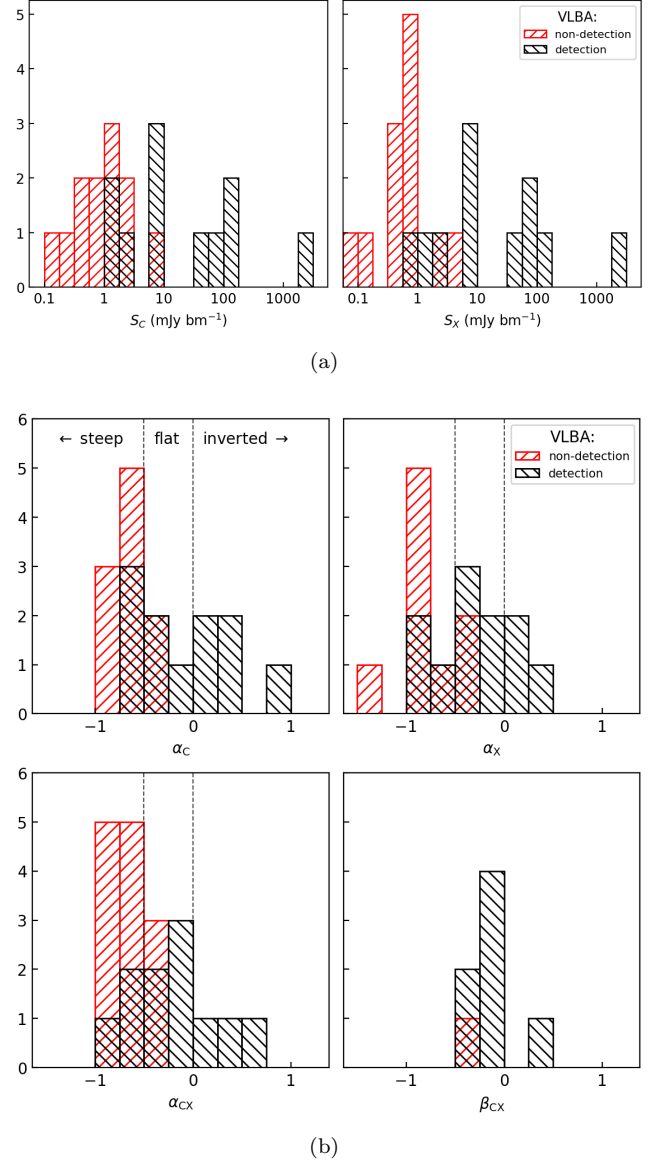 VLBA:
non-detection
detection
5
4
3
2
1
0
0.1 1 10 100 1000
0.1 1 10 100 1000
S_C (mJy bm⁻¹)
S_X (mJy bm⁻¹)
(a)
← steep flat inverted →
VLBA:
non-detection
detection
6
5
4
3
2
1
0
−1 0 1
−1 0 1
α_C
α_X
6
5
4
3
2
1
0
−1 0 1
−1 0 1
α_CX
β_CX
(b)